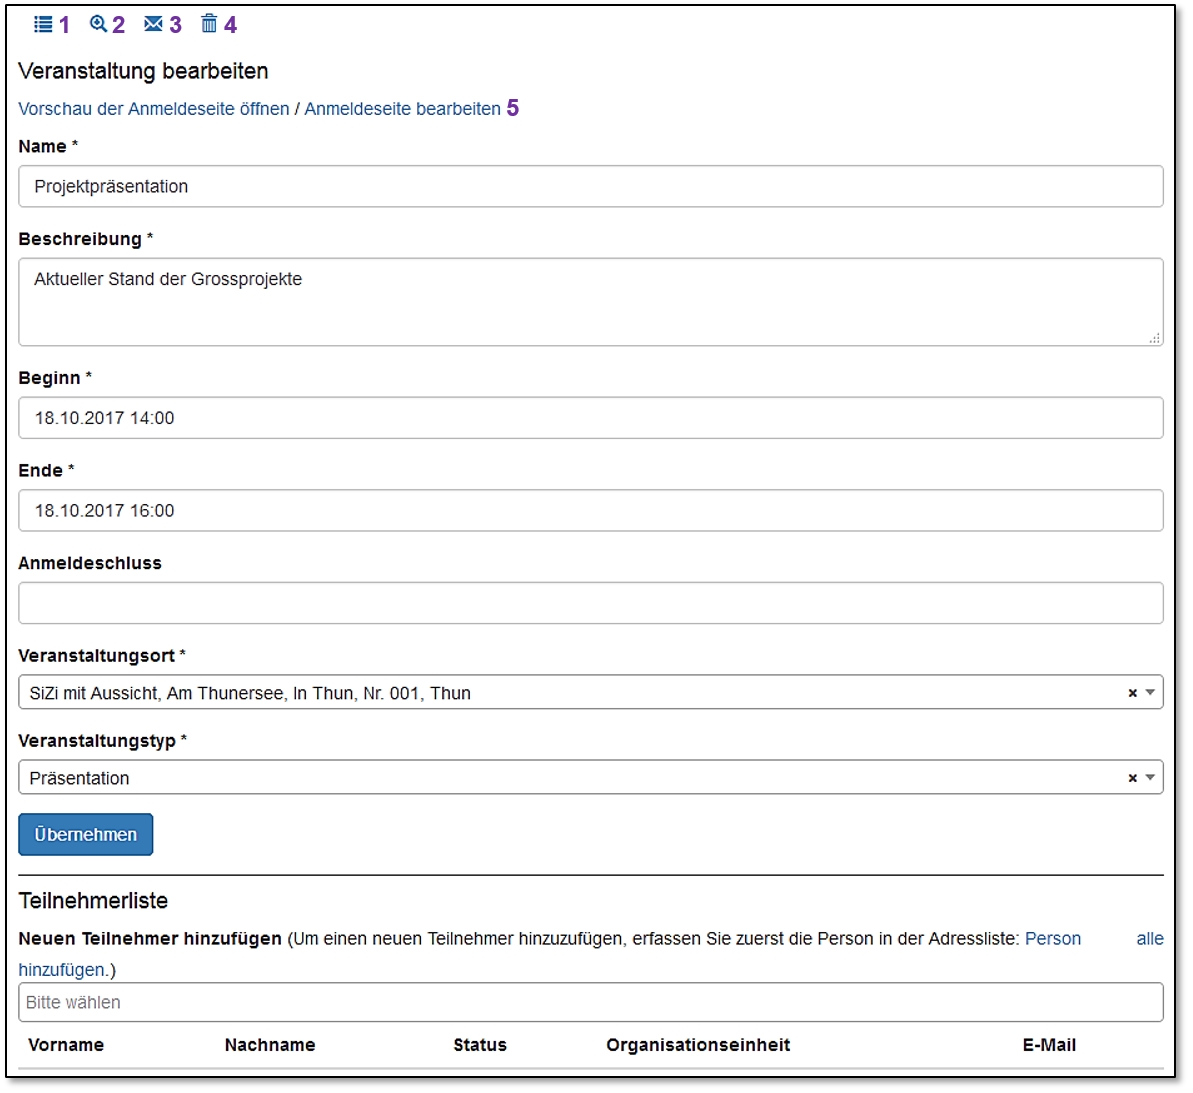 1 2 3 4
Veranstaltung bearbeiten
Vorschau der Anmeldeseite öffnen / Anmeldeseite bearbeiten 5
Name *
Projektpräsentation
Beschreibung *
Aktueller Stand der Grossprojekte
Beginn *
18.10.2017 14:00
Ende *
18.10.2017 16:00
Anmeldeschluss
Veranstaltungsort *
SiZi mit Aussicht, Am Thunersee, In Thun, Nr. 001, Thun × 
Veranstaltungstyp *
Präsentation ×
Übernehmen
Teilnehmerliste
Neuen Teilnehmer hinzufügen (Um einen neuen Teilnehmer hinzuzufügen, erfassen Sie zuerst die Person in der Adressliste: Person alle
hinzufügen.)
Bitte wählen
Vorname Nachname Status Organisationseinheit E-Mail